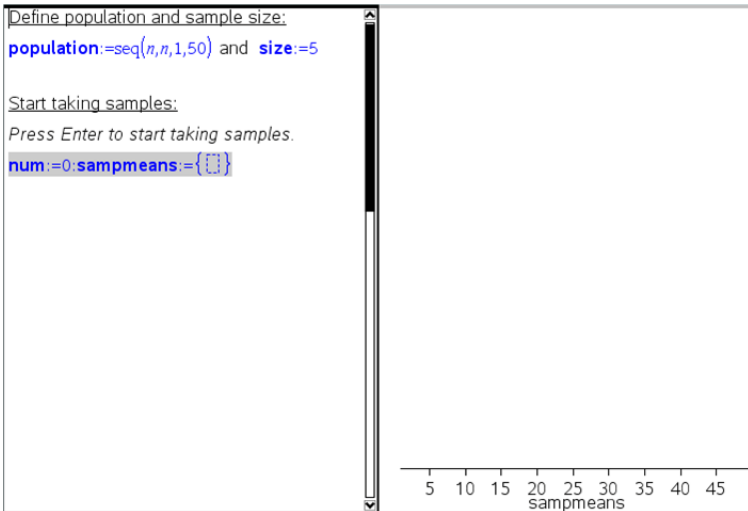 Define population and sample size:
population:=seq(n,n,1,50) and size:=5
Start taking samples:
Press Enter to start taking samples.
num:=0:sampmeans:={⬚}
5 10 15 20 25 30 35 40 45
sampmeans